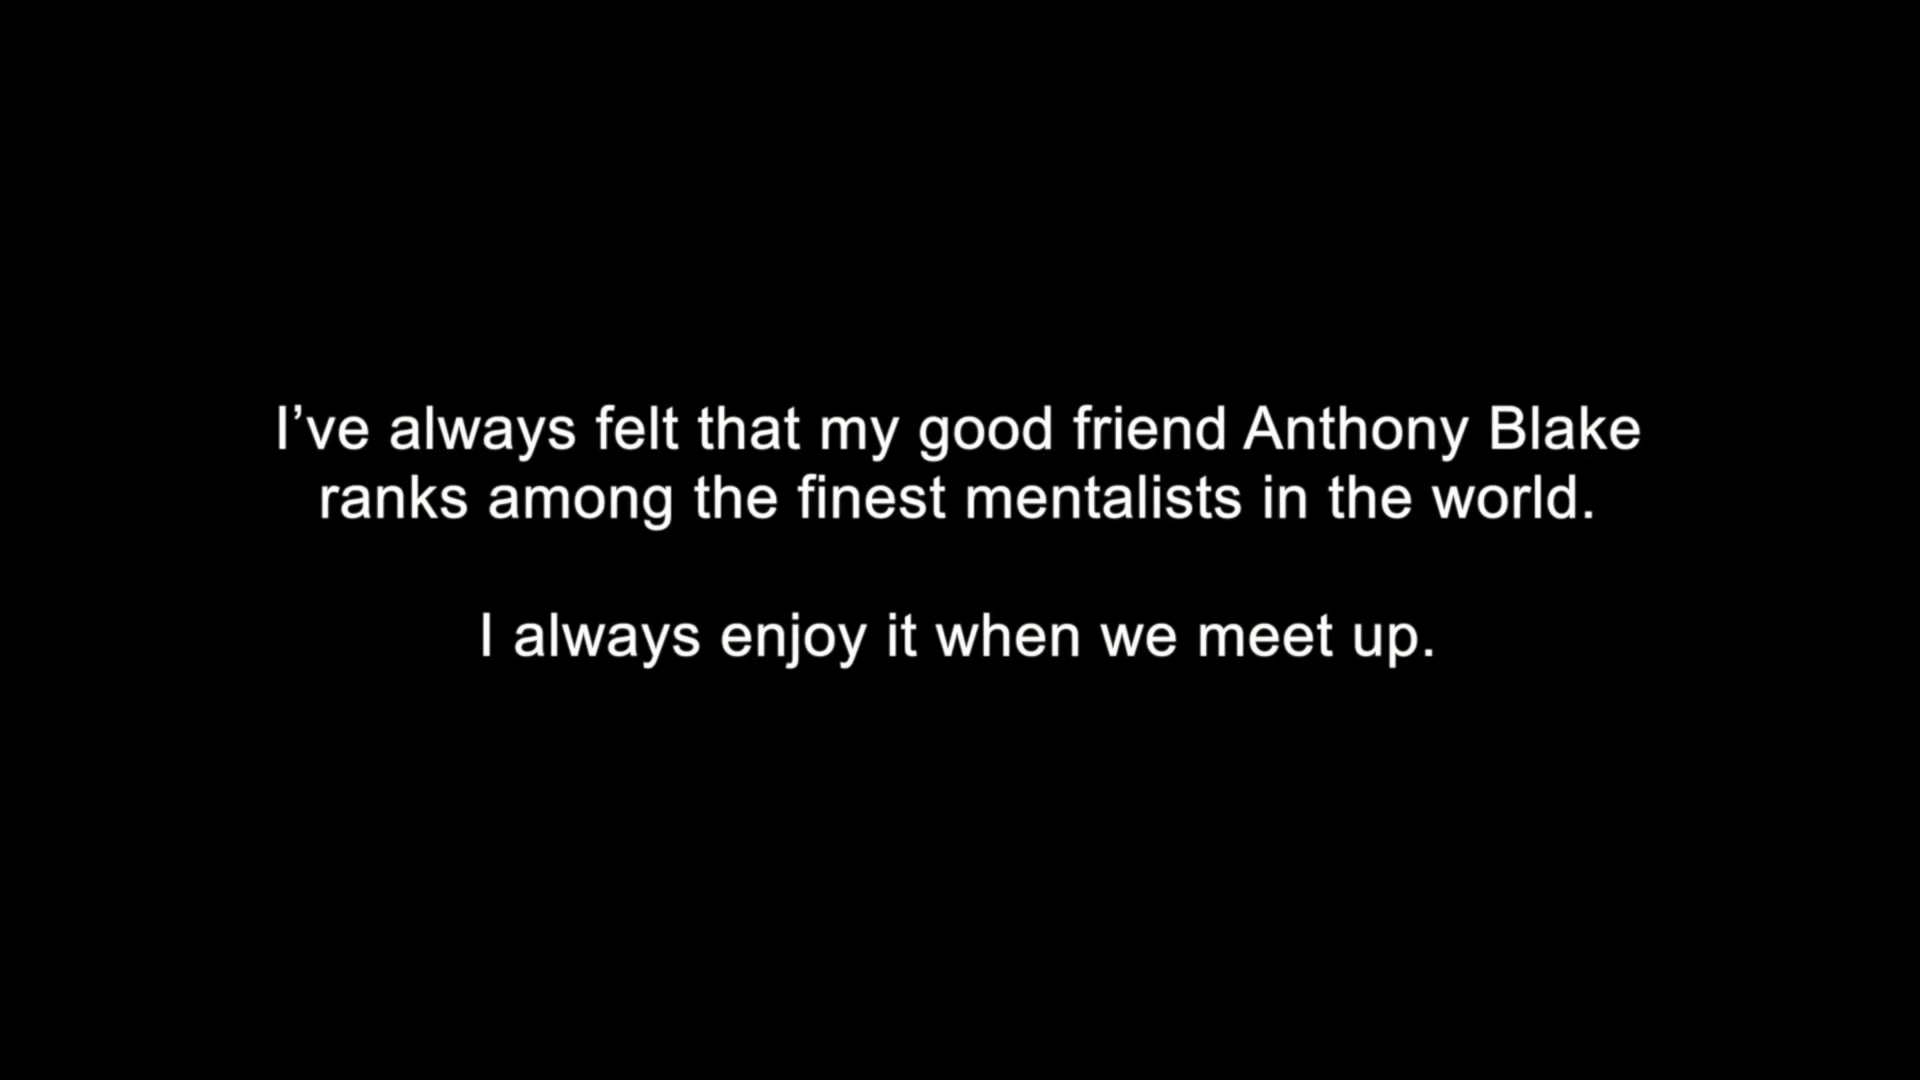 I’ve always felt that my good friend Anthony Blake
ranks among the finest mentalists in the world.
I always enjoy it when we meet up.